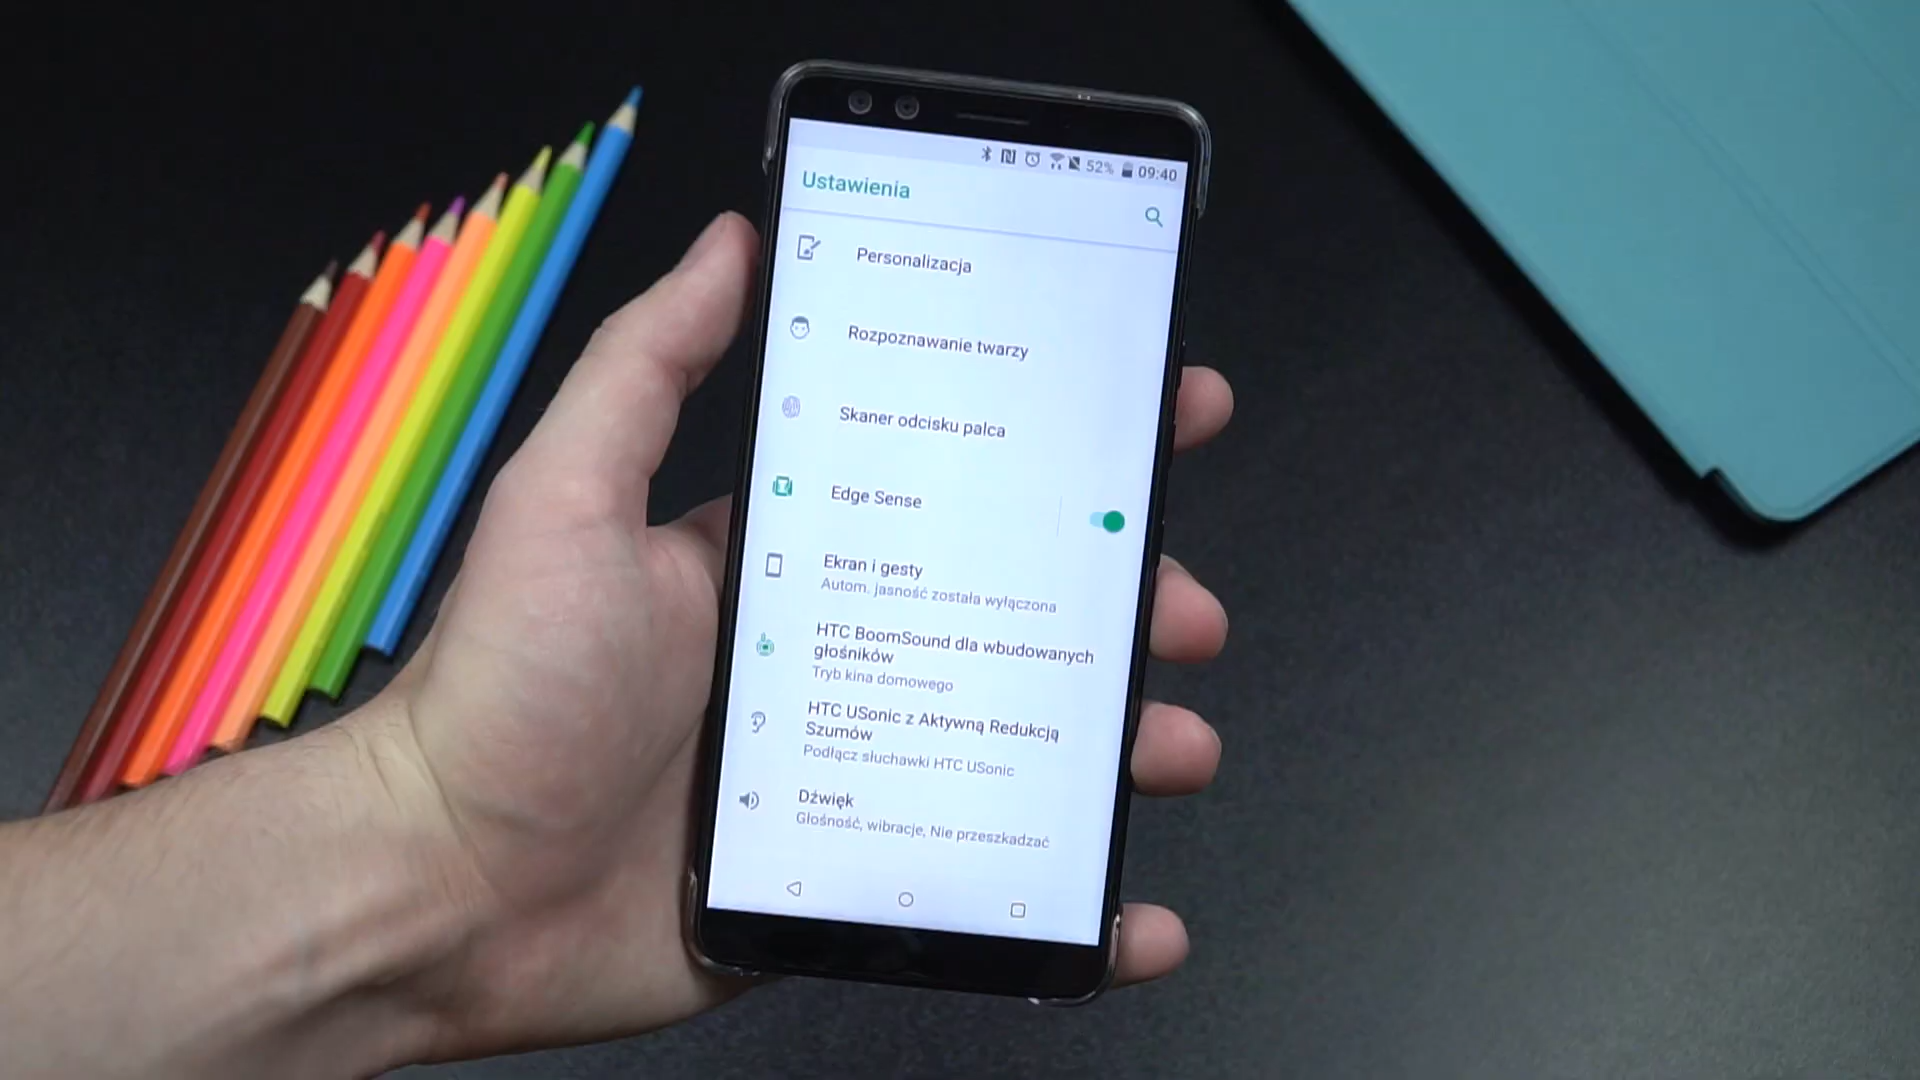 52% 09:40
Ustawienia
Personalizacja
Rozpoznawanie twarzy
Skaner odcisku palca
Edge Sense
Ekran i gesty
Autom. jasność została wyłączona
HTC BoomSound dla wbudowanych
głośników
Tryb kina domowego
HTC USonic z Aktywną Redukcją
Szumów
Podłącz słuchawki HTC USonic
Dźwięk
Głośność, wibracje, Nie przeszkadzać